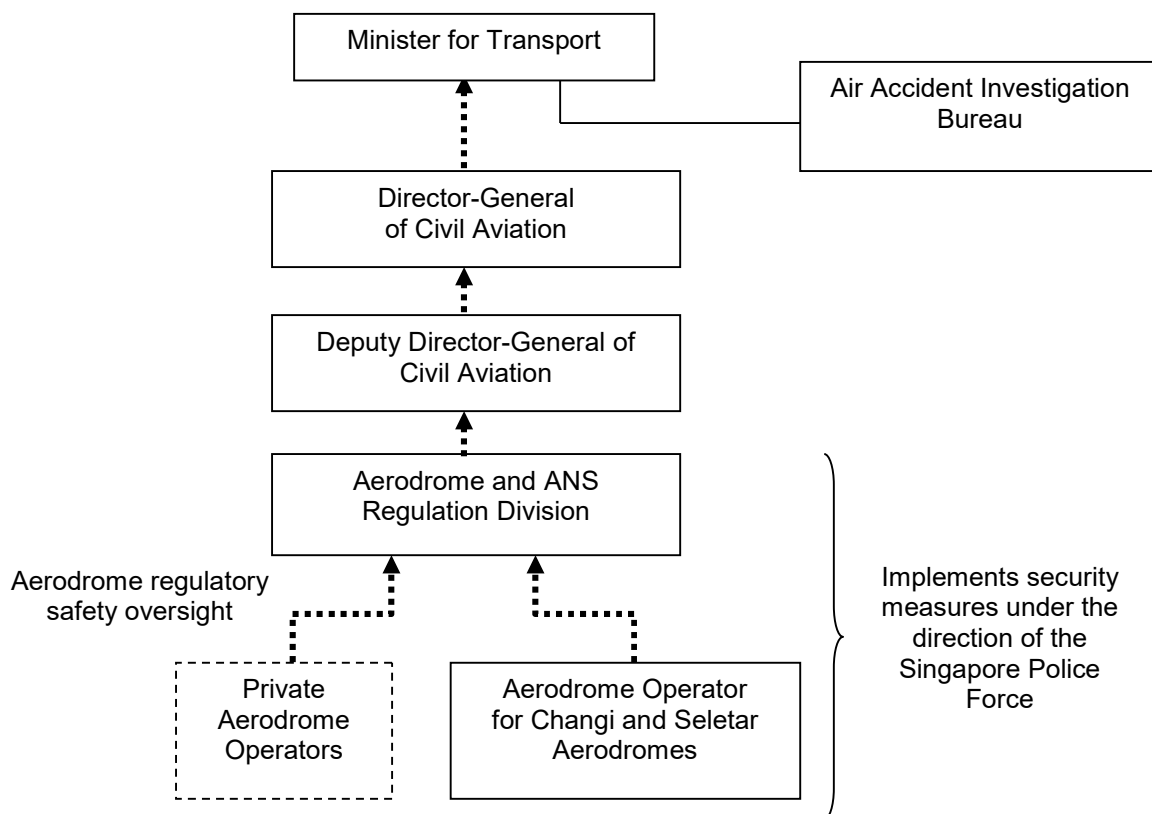 Minister for Transport
Air Accident Investigation
Bureau
Director-General
of Civil Aviation
Deputy Director-General of
Civil Aviation
Aerodrome and ANS
Regulation Division
Aerodrome regulatory
safety oversight
Implements security
measures under the
direction of the
Singapore Police
Force
Private
Aerodrome
Operators
Aerodrome Operator
for Changi and Seletar
Aerodromes